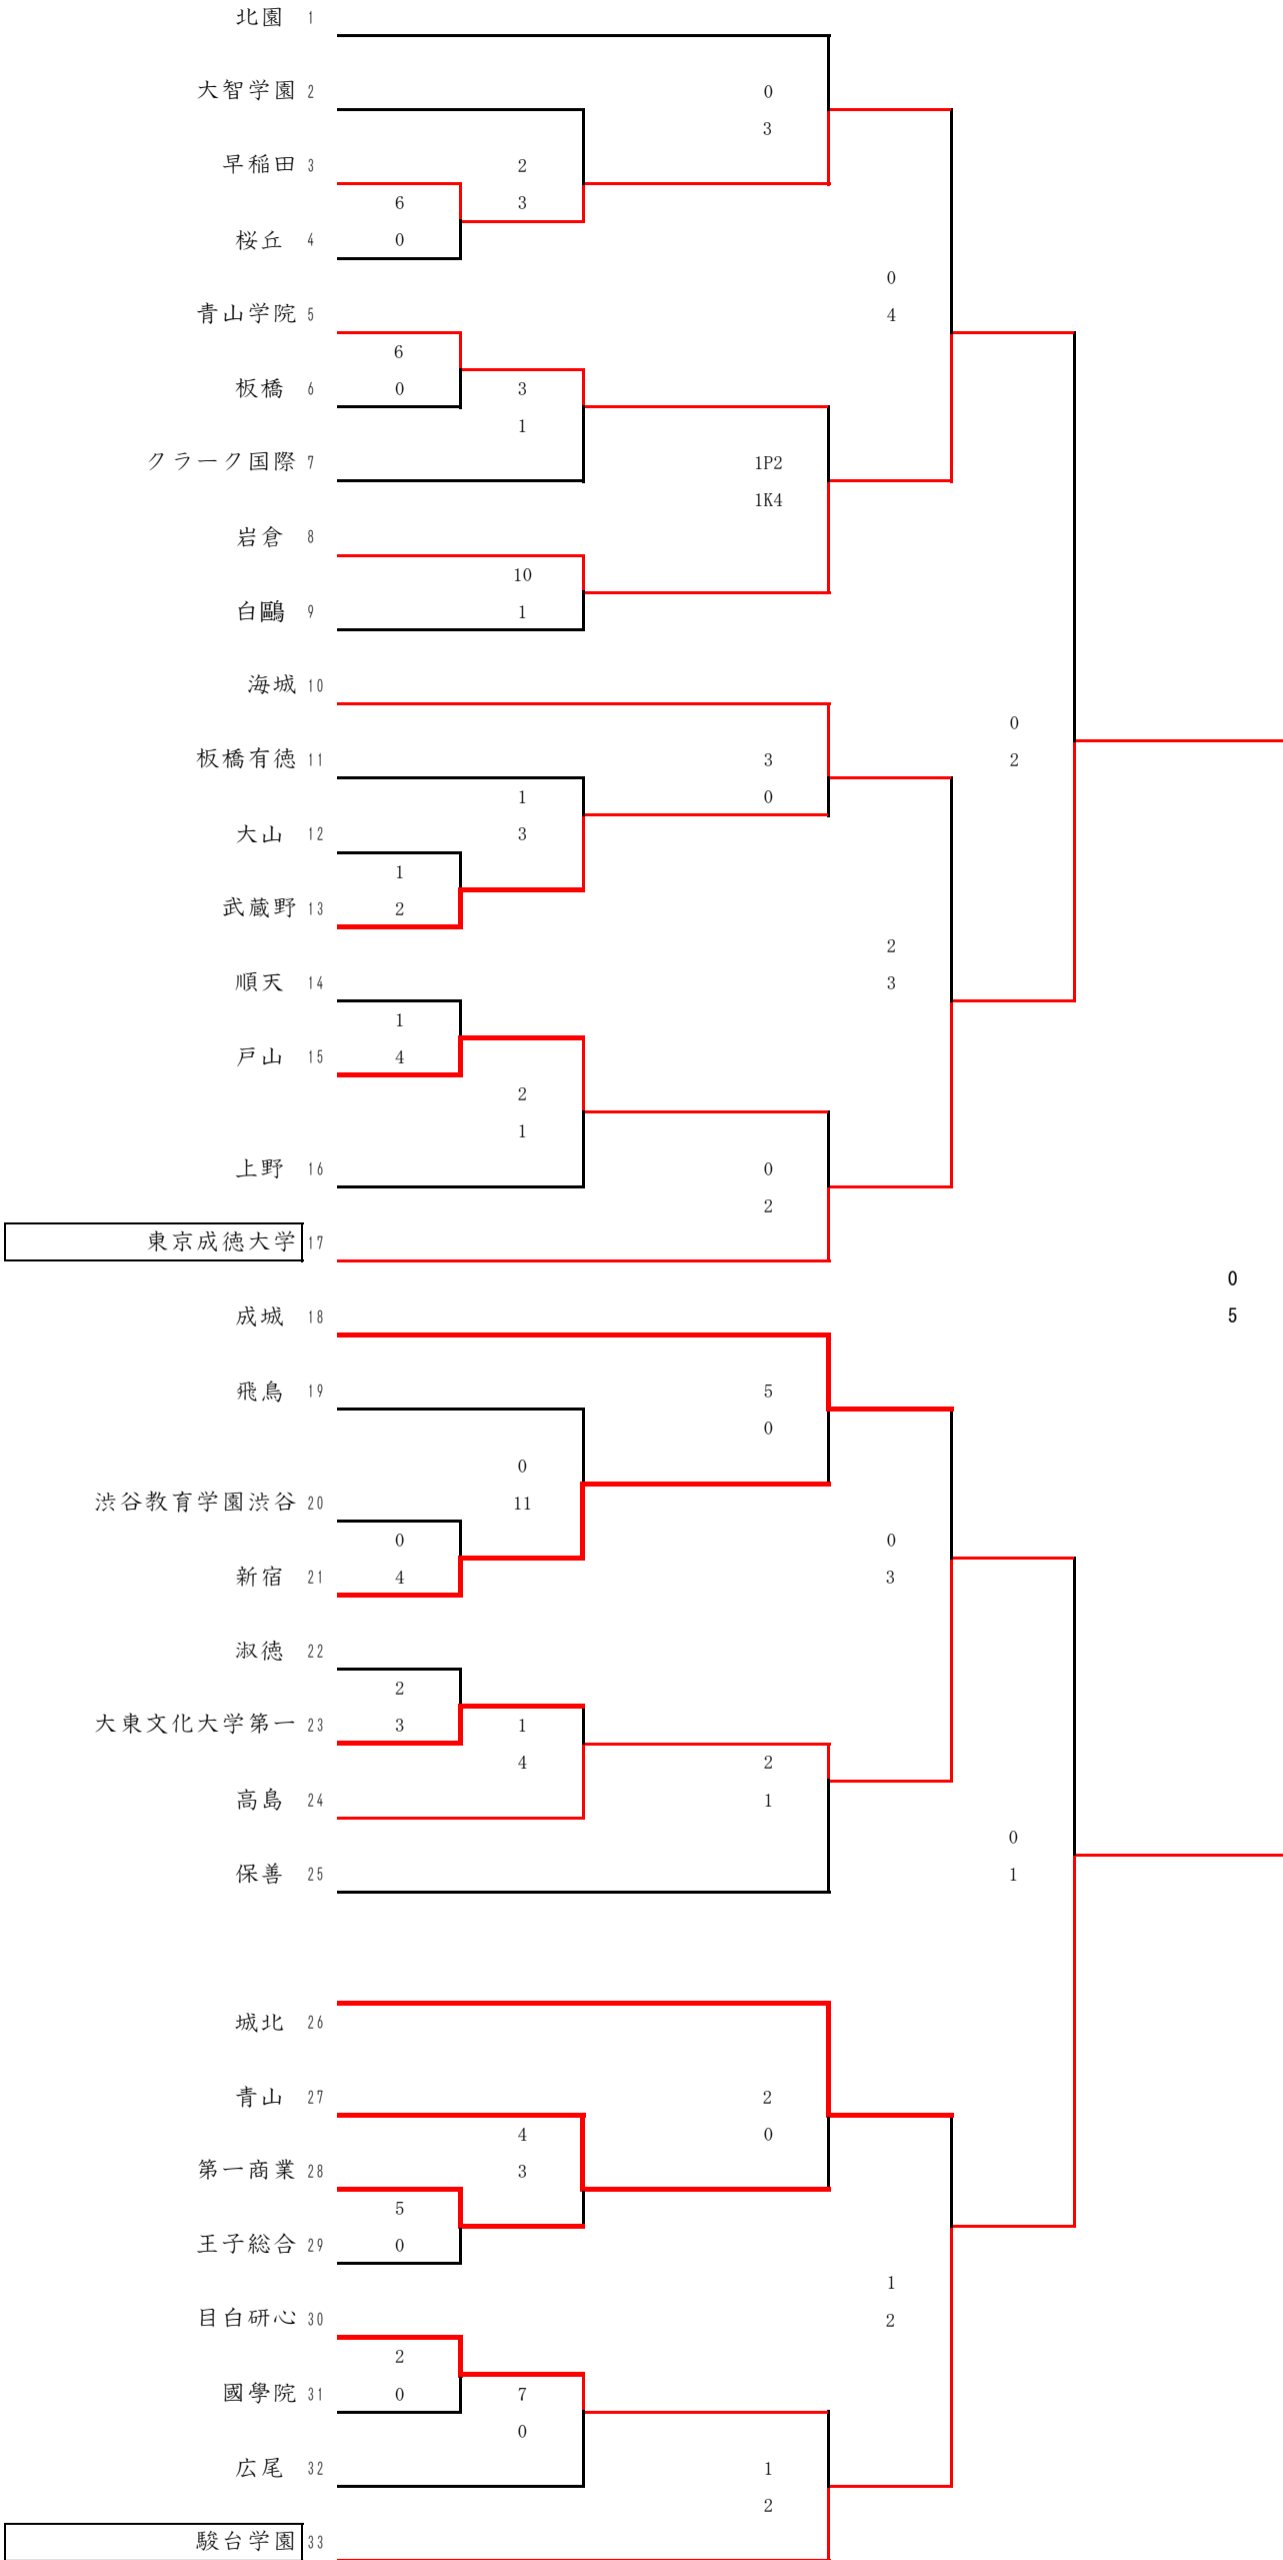 北園 1
大智学園 2
0
3
早稲田 3
2
6
3
桜丘 4
0
0
青山学院 5
4
6
板橋 6
0
3
1
クラーク国際 7
1P2
1K4
岩倉 8
10
白鷗 9
1
海城 10
0
板橋有徳 11
3
2
1
0
大山 12
3
1
武蔵野 13
2
2
順天 14
3
1
戸山 15
4
2
1
上野 16
0
2
東京成徳大学 17
0
成城 18
5
飛鳥 19
5
0
0
渋谷教育学園渋谷 20
11
0
0
新宿 21
4
3
淑徳 22
2
大東文化大学第一 23
3
1
4
2
高島 24
1
0
保善 25
1
城北 26
青山 27
2
4
0
第一商業 28
3
5
王子総合 29
0
1
目白研心 30
2
2
國學院 31
0
7
0
広尾 32
1
2
駿台学園 33